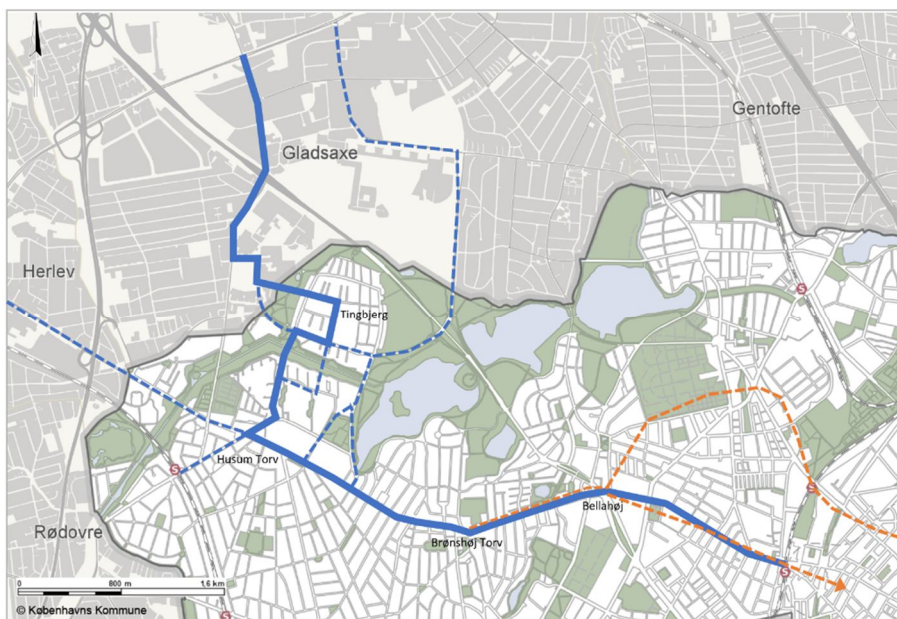 Gentofte
Gladsaxe
Herlev
S
Tingbjerg
Husum Torv
S
Bellahøj
S
Rødovre
Brønshøj Torv
S
0 800 m 1,6 km
© Københavns Kommune
S